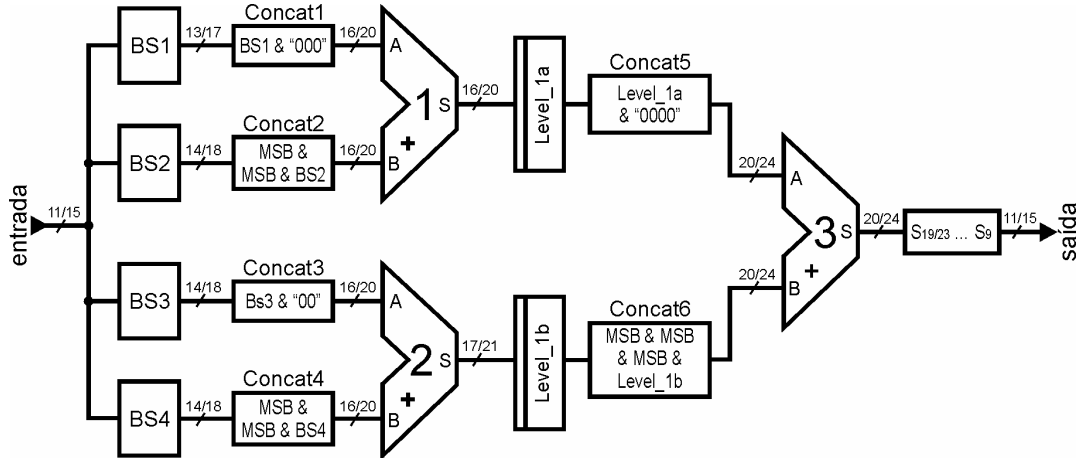 Concat1
BS1
13/17
BS1 & “000”
16/20
A
Concat2
BS2
14/18
MSB &
MSB & BS2
16/20
B
1
+
S
16/20
Level_1a
Concat5
Level_1a
& “0000”
20/24
A
entrada
11/15
Concat3
BS3
14/18
Bs3 & “00”
16/20
A
Concat4
BS4
14/18
MSB &
MSB & BS4
16/20
B
2
+
S
17/21
Level_1b
Concat6
MSB & MSB
& MSB &
Level_1b
20/24
B
3
+
S
20/24
S19/23 ... S9
11/15
saída